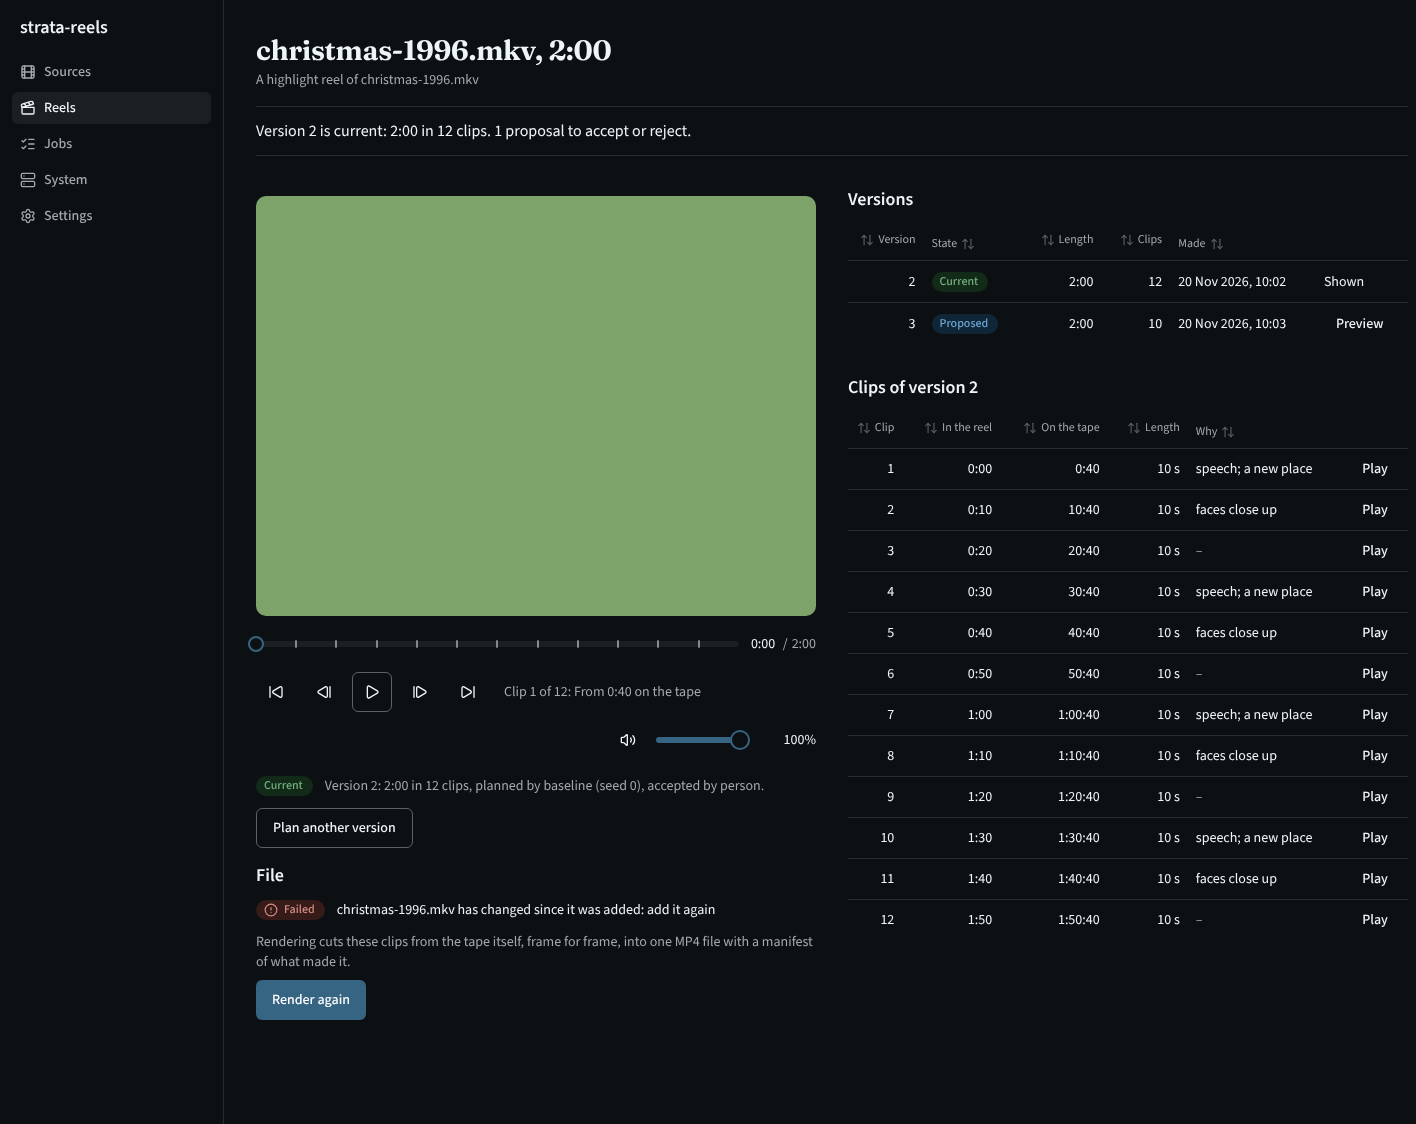 strata-reels
Sources
Reels
Jobs
System
Settings
christmas-1996.mkv, 2:00
A highlight reel of christmas-1996.mkv
Version 2 is current: 2:00 in 12 clips. 1 proposal to accept or reject.
0:00 / 2:00
Clip 1 of 12: From 0:40 on the tape
100%
Current Version 2: 2:00 in 12 clips, planned by baseline (seed 0), accepted by person.
Plan another version
File
Failed christmas-1996.mkv has changed since it was added: add it again
Rendering cuts these clips from the tape itself, frame for frame, into one MP4 file with a manifest
of what made it.
Render again
Versions
Version State Length Clips Made
2 Current 2:00 12 20 Nov 2026, 10:02 Shown
3 Proposed 2:00 10 20 Nov 2026, 10:03 Preview
Clips of version 2
Clip In the reel On the tape Length Why
1 0:00 0:40 10 s speech; a new place Play
2 0:10 10:40 10 s faces close up Play
3 0:20 20:40 10 s – Play
4 0:30 30:40 10 s speech; a new place Play
5 0:40 40:40 10 s faces close up Play
6 0:50 50:40 10 s – Play
7 1:00 1:00:40 10 s speech; a new place Play
8 1:10 1:10:40 10 s faces close up Play
9 1:20 1:20:40 10 s – Play
10 1:30 1:30:40 10 s speech; a new place Play
11 1:40 1:40:40 10 s faces close up Play
12 1:50 1:50:40 10 s – Play